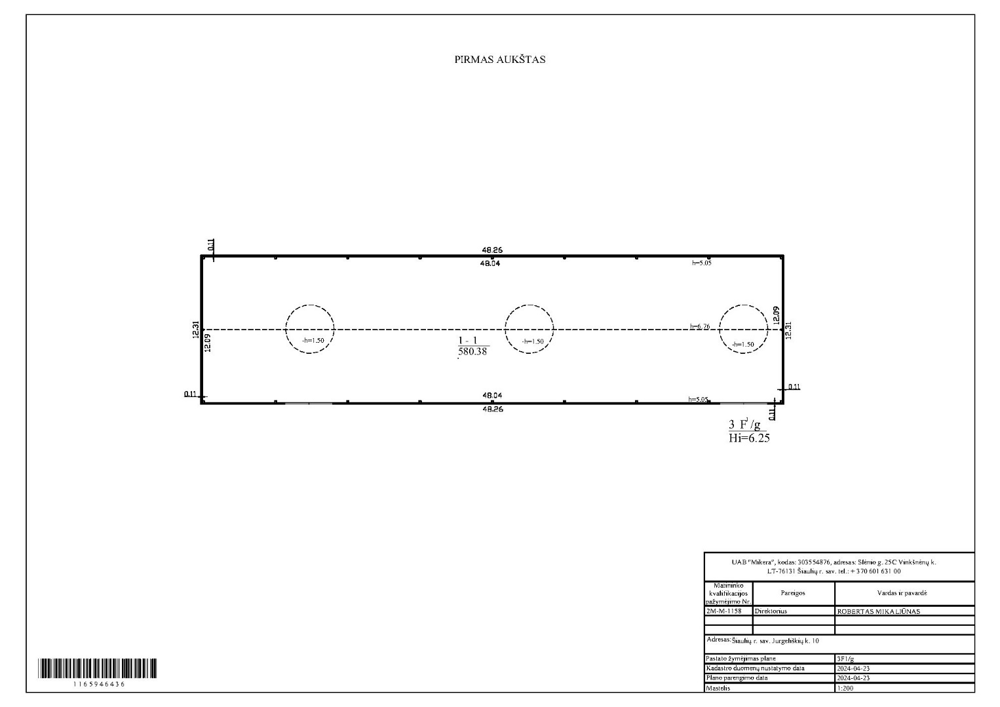 PIRMAS AUKŠTAS
0.11
48.26
48.04
h=5.05
12.31
12.09
-h=1.50
1 - 1
580.38
-h=1.50
h=6.76
-h=1.50
12.09
12.31
0.11
48.04
48.26
h=5.05
0.11
0.11
3 F1/g
Hi=6.25
UAB "Mikera", kodas: 303554876, adresas: Slėnio g. 25C Vinkšnėnų k.
LT-76131 Šiaulių r. sav. tel.: +370 601 631 00
Matininko
kvalifikacijos
pažymėjimo Nr.
Pareigos
Vardas ir pavardė
2M-M-1158 Direktorius ROBERTAS MIKALIŪNAS
Adresas: Šiaulių r. sav. Jurgeliškių k. 10
Pastato žymėjimas plane 3F1/g
Kadastro duomenų nustatymo data 2024-04-23
Plano parengimo data 2024-04-23
Mastelis 1:200
1165946436